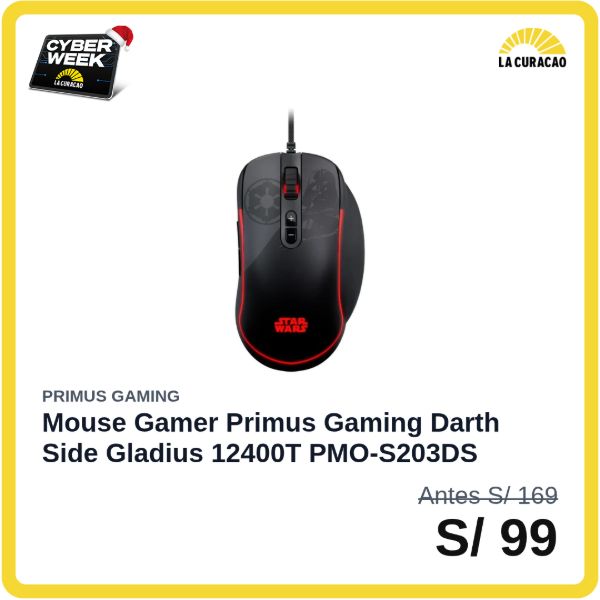 CYBER
WEEK
LA CURACAO
LA CURACAO
STAR
WARS
PRIMUS GAMING
Mouse Gamer Primus Gaming Darth
Side Gladius 12400T PMO-S203DS
Antes S/ 169
S/ 99